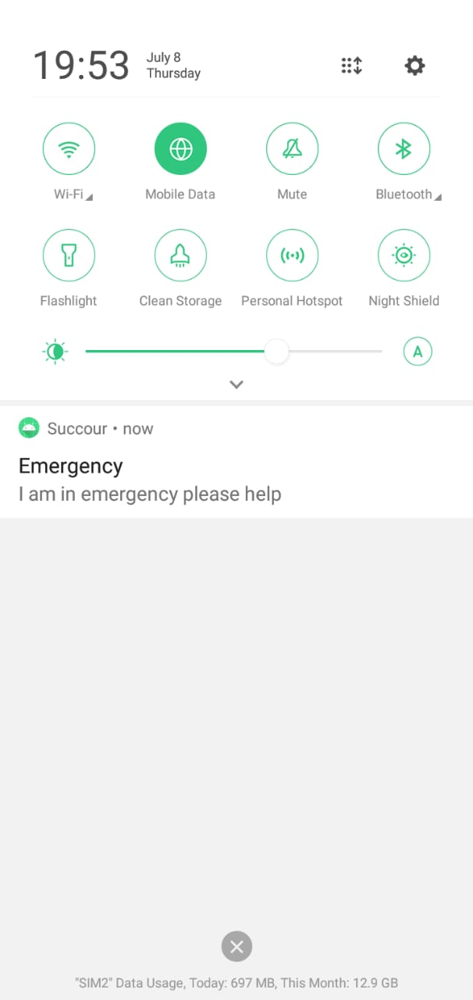 19:53
July 8
Thursday
Wi-Fi
Mobile Data
Mute
Bluetooth
Flashlight
Clean Storage
Personal Hotspot
Night Shield
A
Succour • now
Emergency
I am in emergency please help
"SIM2" Data Usage, Today: 697 MB, This Month: 12.9 GB